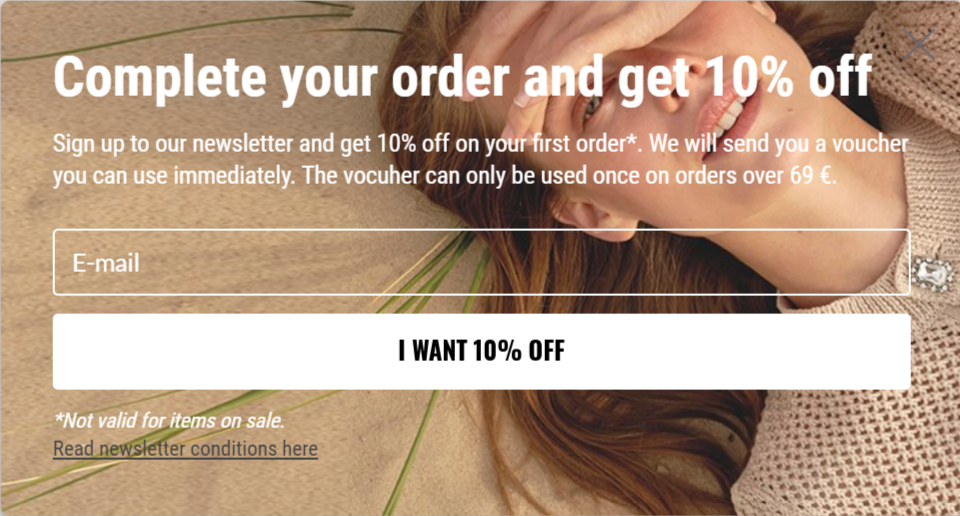 Complete your order and get 10% off
Sign up to our newsletter and get 10% off on your first order*. We will send you a voucher
you can use immediately. The vocuher can only be used once on orders over 69 €.
E-mail
I WANT 10% OFF
*Not valid for items on sale.
Read newsletter conditions here